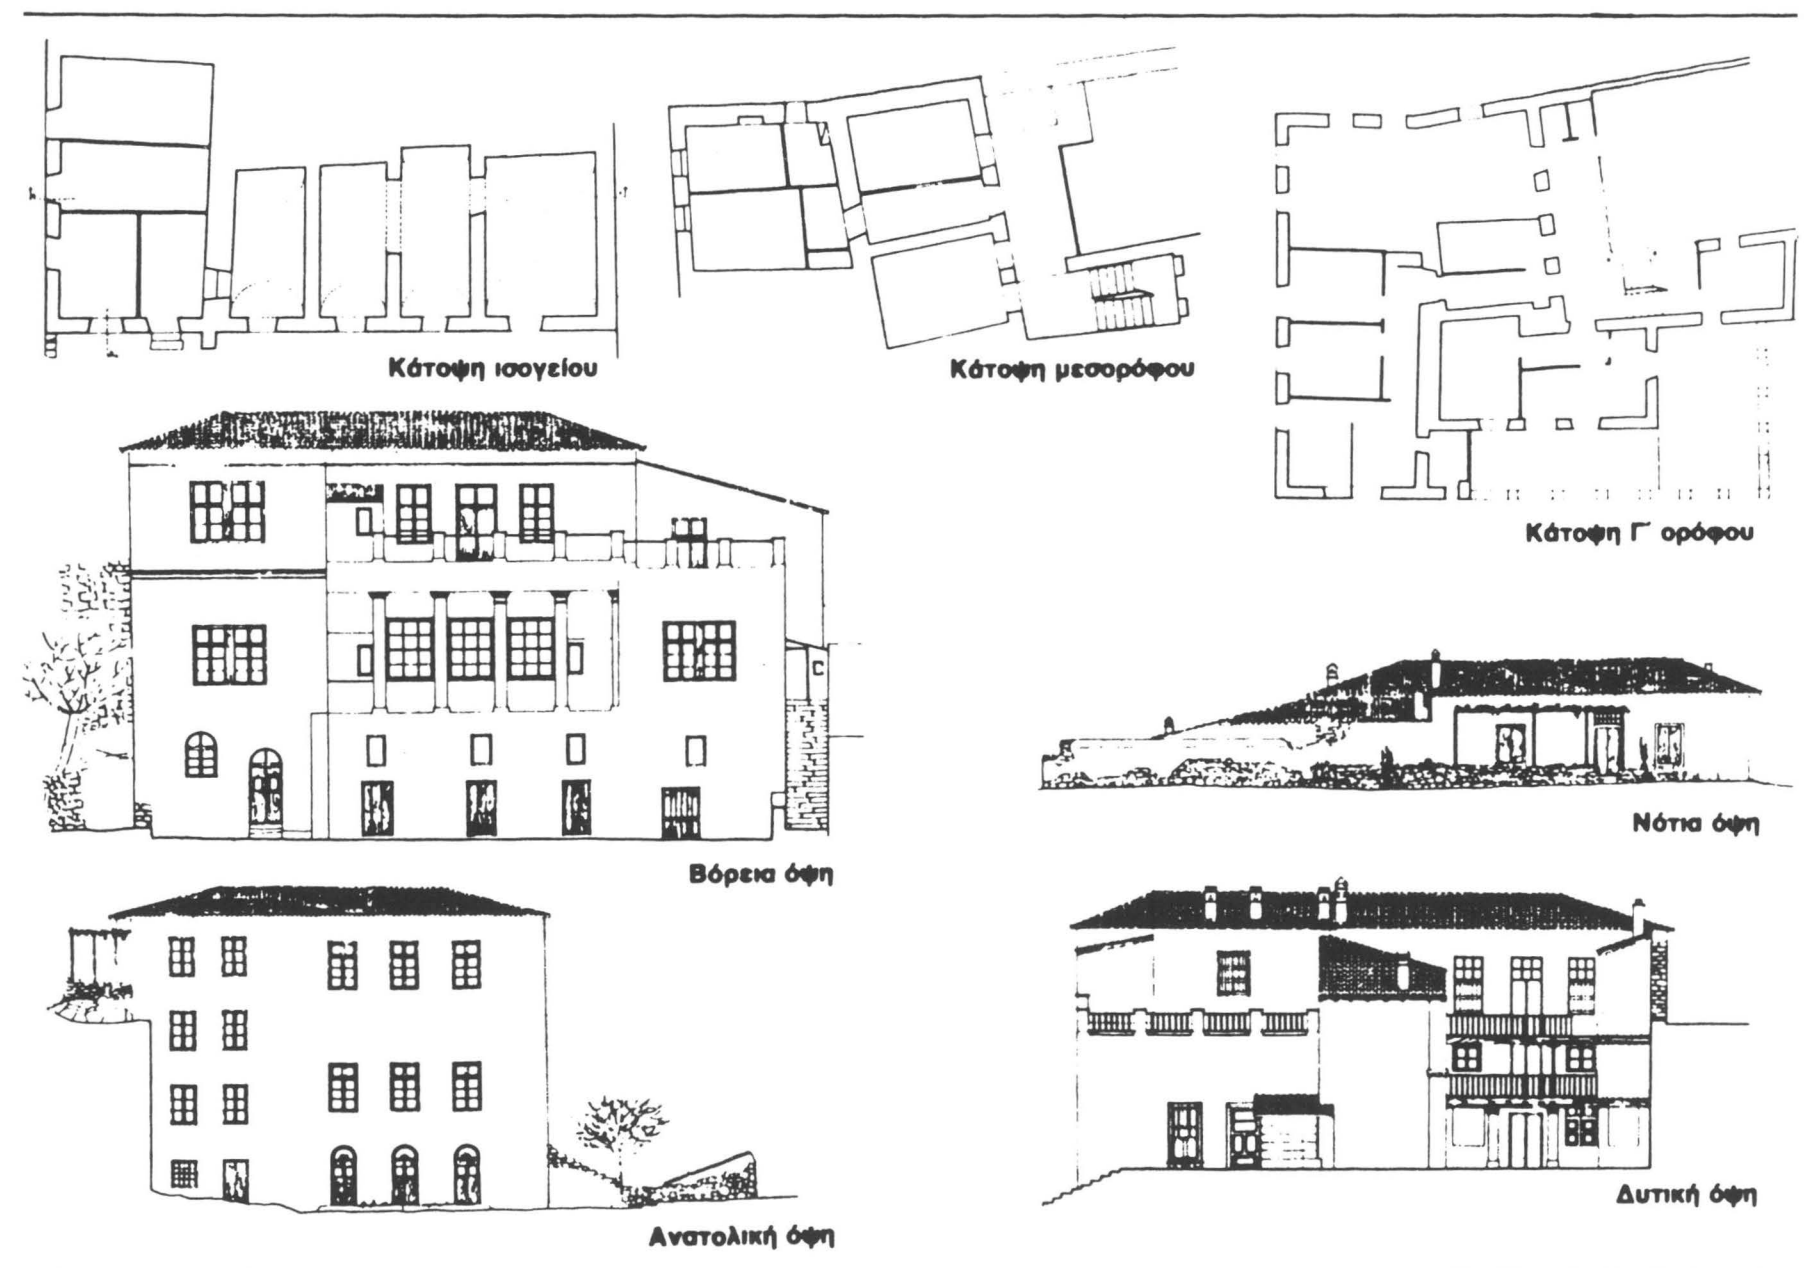 Κάτοψη ισογείου
Κάτοψη μεσορόφου
Κάτοψη Γ΄ ορόφου
Βόρεια όψη
Νότια όψη
Ανατολική όψη
Δυτική όψη